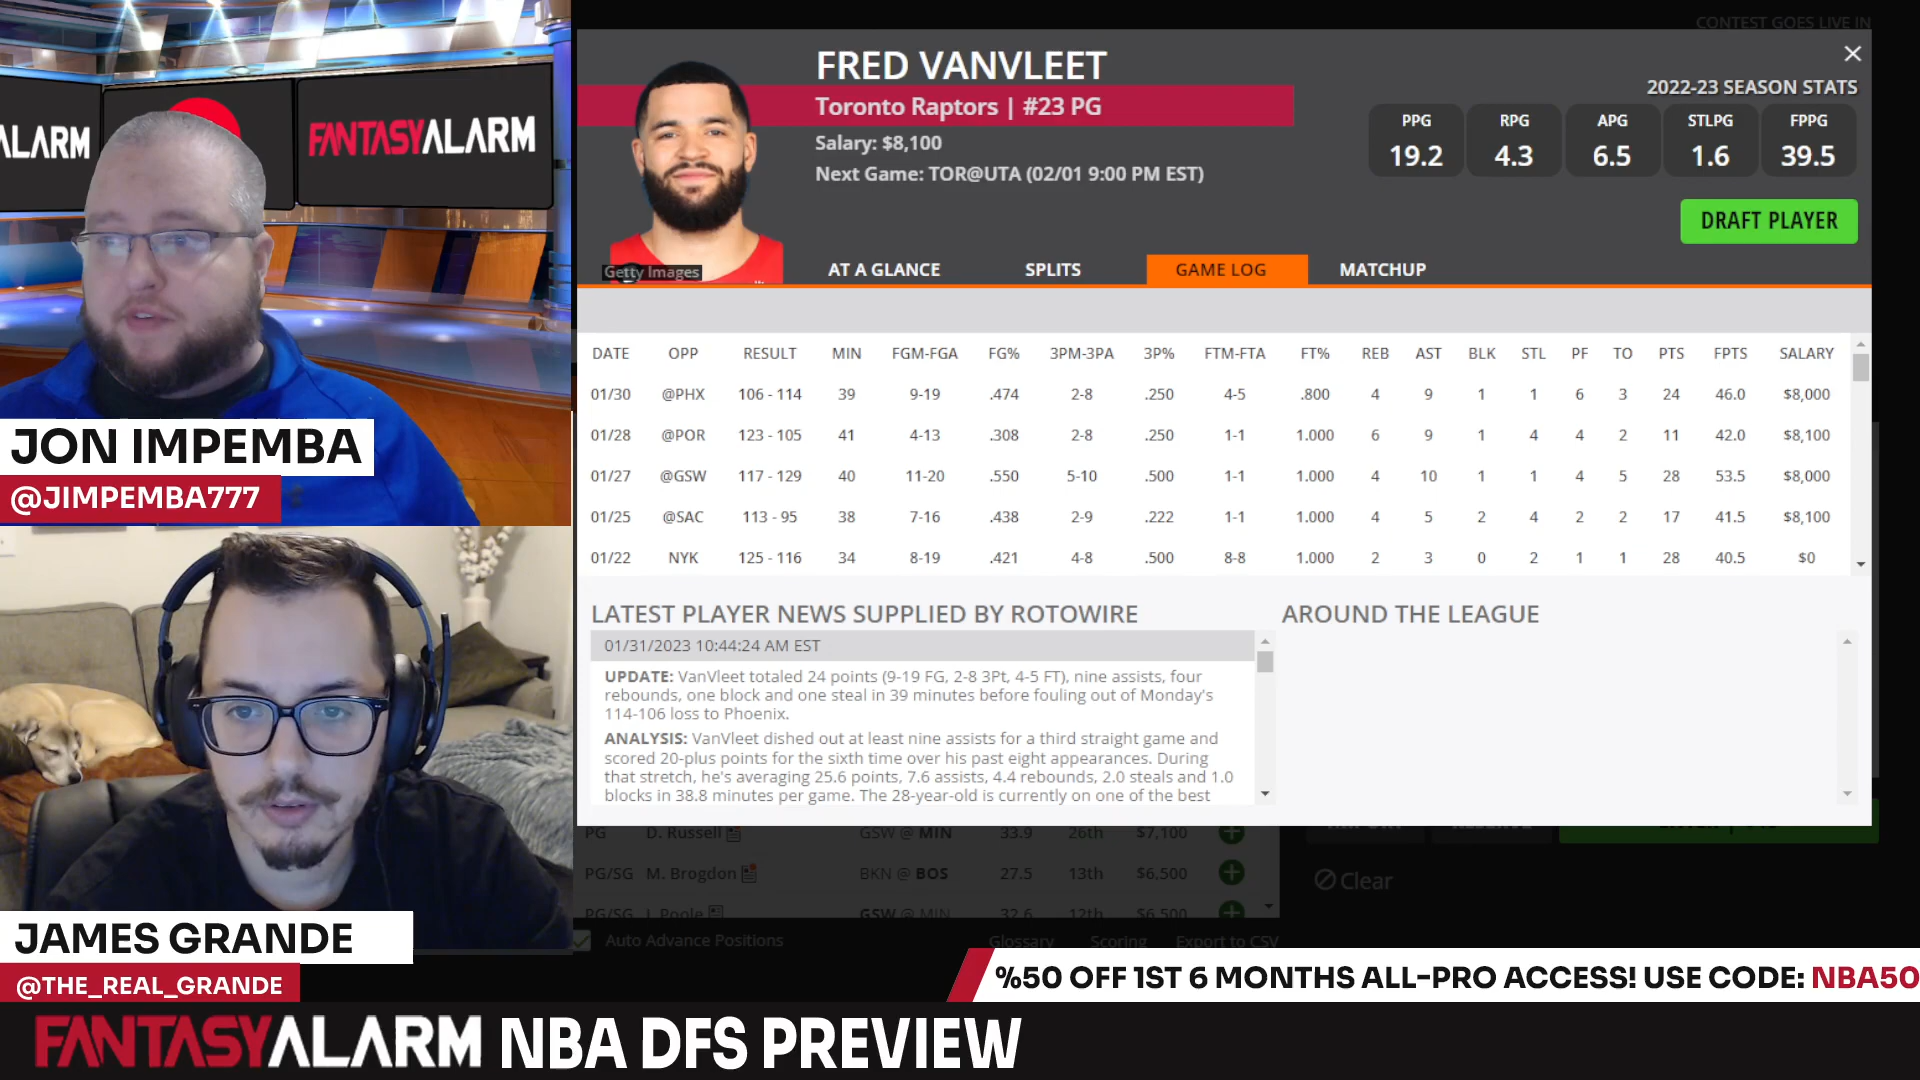 CONTEST GOES LIVE IN
ALARM
FANTASYALARM
JON IMPEMBA
@JIMPEMBA777
JAMES GRANDE
@THE_REAL_GRANDE
FRED VANVLEET
Toronto Raptors | #23 PG
Salary: $8,100
Next Game: TOR@UTA (02/01 9:00 PM EST)
Getty Images
2022-23 SEASON STATS
PPG RPG APG STLPG FPPG
19.2 4.3 6.5 1.6 39.5
DRAFT PLAYER
AT A GLANCE SPLITS GAME LOG MATCHUP
DATE OPP RESULT MIN FGM-FGA FG% 3PM-3PA 3P% FTM-FTA FT% REB AST BLK STL PF TO PTS FPTS SALARY
01/30 @PHX 106 - 114 39 9-19 .474 2-8 .250 4-5 .800 4 9 1 1 6 3 24 46.0 $8,000
01/28 @POR 123 - 105 41 4-13 .308 2-8 .250 1-1 1.000 6 9 1 4 4 2 11 42.0 $8,100
01/27 @GSW 117 - 129 40 11-20 .550 5-10 .500 1-1 1.000 4 10 1 1 4 5 28 53.5 $8,000
01/25 @SAC 113 - 95 38 7-16 .438 2-9 .222 1-1 1.000 4 5 2 4 2 2 17 41.5 $8,100
01/22 NYK 125 - 116 34 8-19 .421 4-8 .500 8-8 1.000 2 3 0 2 1 1 28 40.5 $0
LATEST PLAYER NEWS SUPPLIED BY ROTOWIRE
01/31/2023 10:44:24 AM EST
UPDATE: VanVleet totaled 24 points (9-19 FG, 2-8 3Pt, 4-5 FT), nine assists, four
rebounds, one block and one steal in 39 minutes before fouling out of Monday's
114-106 loss to Phoenix.
ANALYSIS: VanVleet dished out at least nine assists for a third straight game and
scored 20-plus points for the sixth time over his past eight appearances. During
that stretch, he's averaging 25.6 points, 7.6 assists, 4.4 rebounds, 2.0 steals and 1.0
blocks in 38.8 minutes per game. The 28-year-old is currently on one of the best
AROUND THE LEAGUE
PG D. Russell GSW @ MIN 33.9 26th $7,100
PG/SG M. Brogdon BKN @ BOS 27.5 13th $6,500
PG/SG J. Poole GSW @ MIN 32.6 12th $6,500
Clear
Auto Advance Positions Glossary Scoring Export to CSV
%50 OFF 1ST 6 MONTHS ALL-PRO ACCESS! USE CODE: NBA50
FANTASYALARM NBA DFS PREVIEW